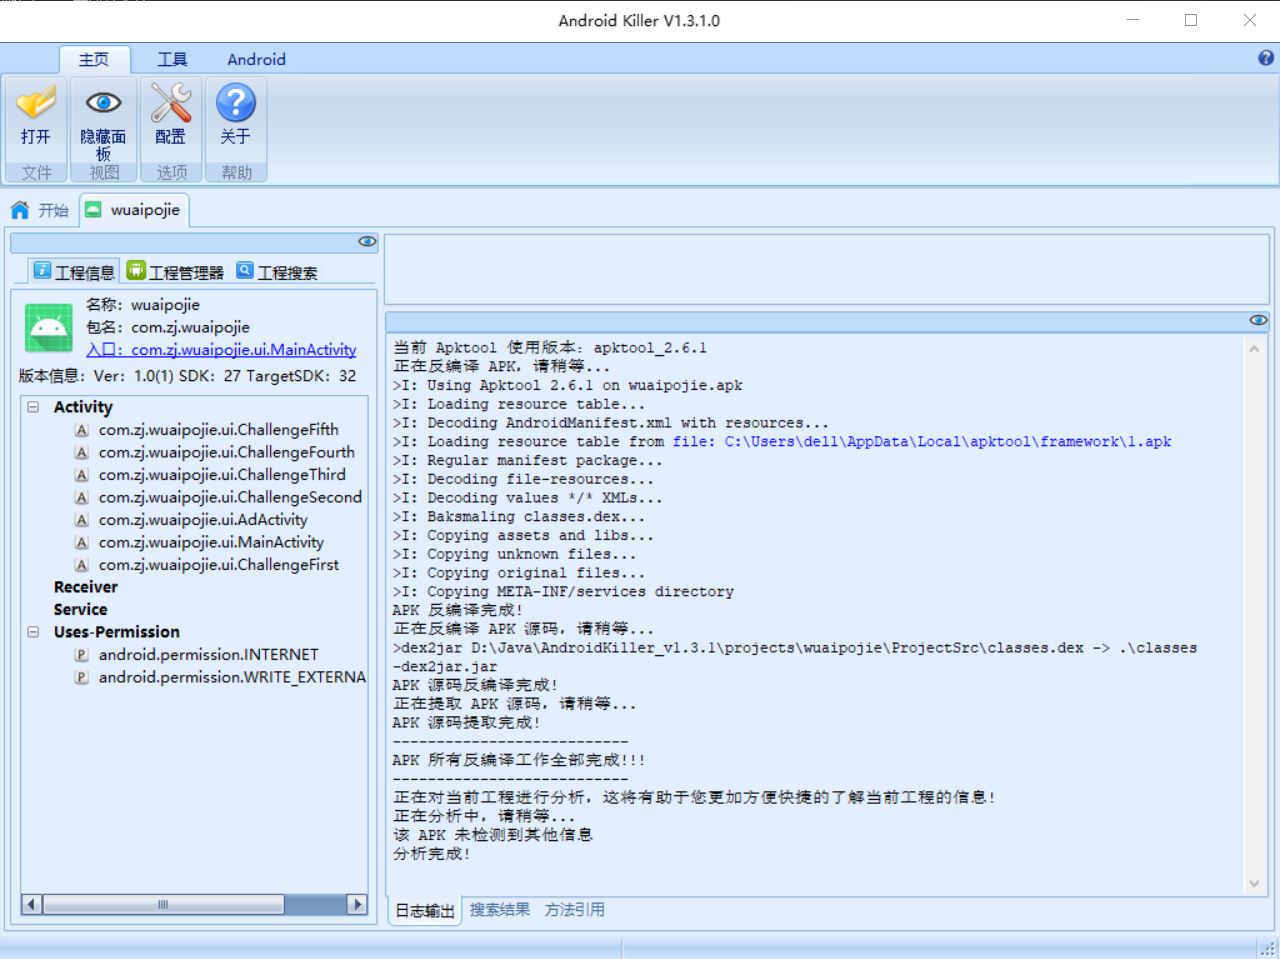 Android Killer V1.3.1.0
主页 工具 Android
打开 隐藏面板 配置 关于
文件 视图 选项 帮助
开始 wuaipojie
工程信息 工程管理器 工程搜索
名称: wuaipojie
包名: com.zj.wuaipojie
入口: com.zj.wuaipojie.ui.MainActivity
版本信息: Ver: 1.0(1) SDK: 27 TargetSDK: 32
Activity
com.zj.wuaipojie.ui.ChallengeFifth
com.zj.wuaipojie.ui.ChallengeFourth
com.zj.wuaipojie.ui.ChallengeThird
com.zj.wuaipojie.ui.ChallengeSecond
com.zj.wuaipojie.ui.AdActivity
com.zj.wuaipojie.ui.MainActivity
com.zj.wuaipojie.ui.ChallengeFirst
Receiver
Service
Uses-Permission
android.permission.INTERNET
android.permission.WRITE_EXTERNA
当前 Apktool 使用版本: apktool_2.6.1
正在反编译 APK, 请稍等...
>I: Using Apktool 2.6.1 on wuaipojie.apk
>I: Loading resource table...
>I: Decoding AndroidManifest.xml with resources...
>I: Loading resource table from file: C:\Users\dell\AppData\Local\apktool\framework\1.apk
>I: Regular manifest package...
>I: Decoding file-resources...
>I: Decoding values */* XMLs...
>I: Baksmaling classes.dex...
>I: Copying assets and libs...
>I: Copying unknown files...
>I: Copying original files...
>I: Copying META-INF/services directory
APK 反编译完成!
正在反编译 APK 源码, 请稍等...
>dex2jar D:\Java\AndroidKiller_v1.3.1\projects\wuaipojie\ProjectSrc\classes.dex -> .\classes
-dex2jar.jar
APK 源码反编译完成!
正在提取 APK 源码, 请稍等...
APK 源码提取完成!
---------------------------
APK 所有反编译工作全部完成!!!
---------------------------
正在对当前工程进行分析, 这将有助于您更加方便快捷的了解当前工程的信息!
正在分析中, 请稍等...
该 APK 未检测到其他信息
分析完成!
日志输出 搜索结果 方法引用